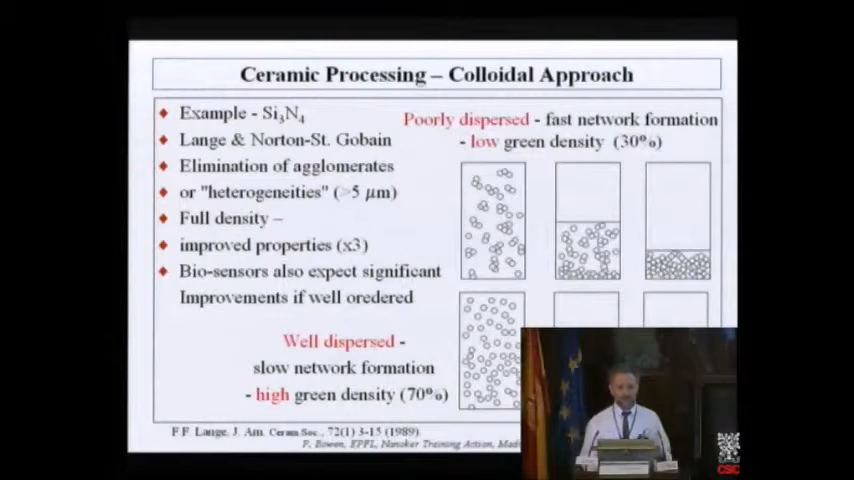 Ceramic Processing – Colloidal Approach
Example - Si₃N₄
Lange & Norton-St. Gobain
Elimination of agglomerates
or "heterogeneities" (>5 μm)
Full density –
improved properties (x3)
Bio-sensors also expect significant
Improvements if well oredered
Poorly dispersed - fast network formation
- low green density (30%)
Well dispersed -
slow network formation
- high green density (70%)
F.F. Lange, J. Am. Ceram Soc., 72(1) 3-15 (1989)
P. Bowen, EPFL, Nanoker Training Action,
CSC